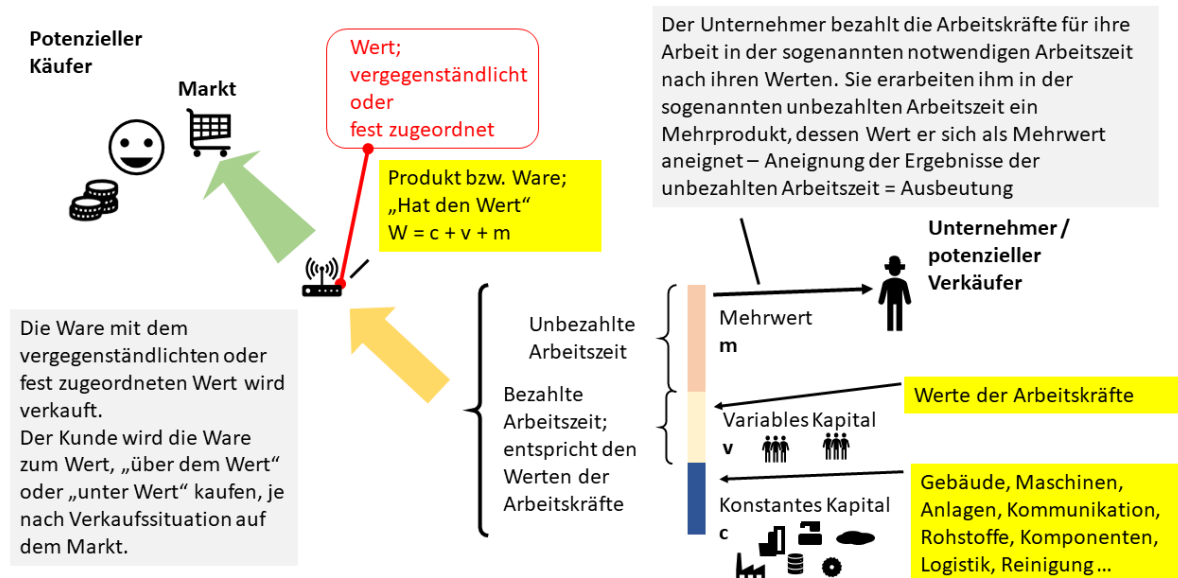 Potenzieller
Käufer
Markt
Wert;
vergegenständlicht
oder
fest zugeordnet
Produkt bzw. Ware;
„Hat den Wert“
W = c + v + m
Der Unternehmer bezahlt die Arbeitskräfte für ihre
Arbeit in der sogenannten notwendigen Arbeitszeit
nach ihren Werten. Sie erarbeiten ihm in der
sogenannten unbezahlten Arbeitszeit ein
Mehrprodukt, dessen Wert er sich als Mehrwert
aneignet – Aneignung der Ergebnisse der
unbezahlten Arbeitszeit = Ausbeutung
Unternehmer/
potenzieller
Verkäufer
Die Ware mit dem
vergegenständlichten oder
fest zugeordneten Wert wird
verkauft.
Der Kunde wird die Ware
zum Wert, „über dem Wert“
oder „unter Wert“ kaufen, je
nach Verkaufssituation auf
dem Markt.
Unbezahlte
Arbeitszeit
Bezahlte
Arbeitszeit;
entspricht den
Werten der
Arbeitskräfte
Mehrwert
m
Variables Kapital
v
Konstantes Kapital
c
Werte der Arbeitskräfte
Gebäude, Maschinen,
Anlagen, Kommunikation,
Rohstoffe, Komponenten,
Logistik, Reinigung ...